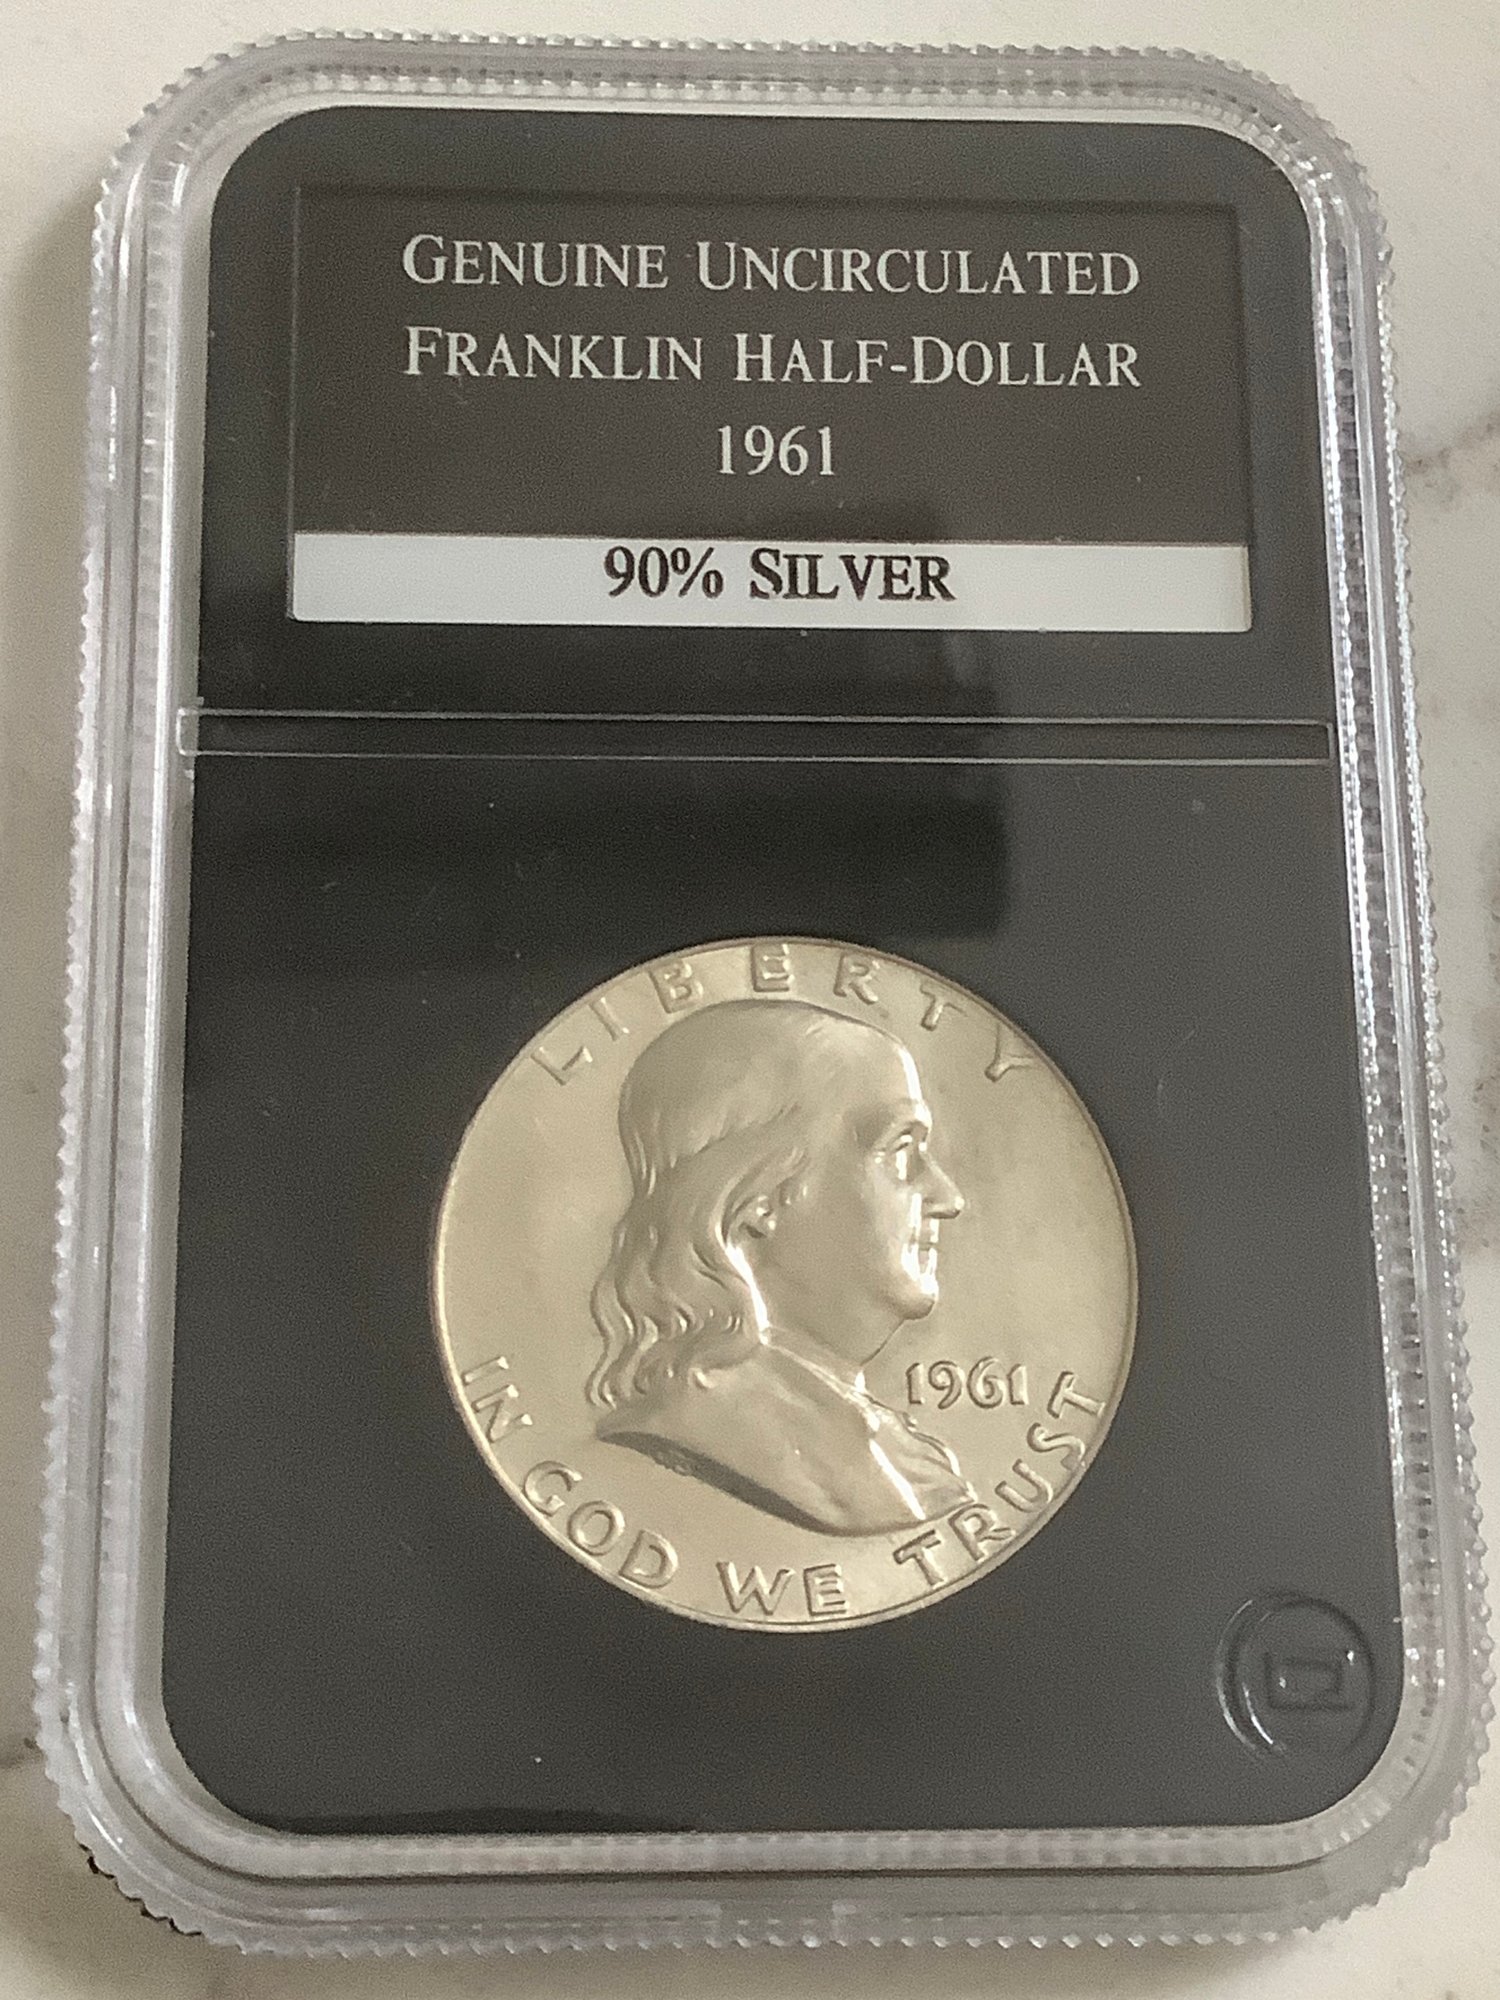 GENUINE UNCIRCULATED
FRANKLIN HALF-DOLLAR
1961
90% SILVER
LIBERTY
1961
IN GOD WE TRUST